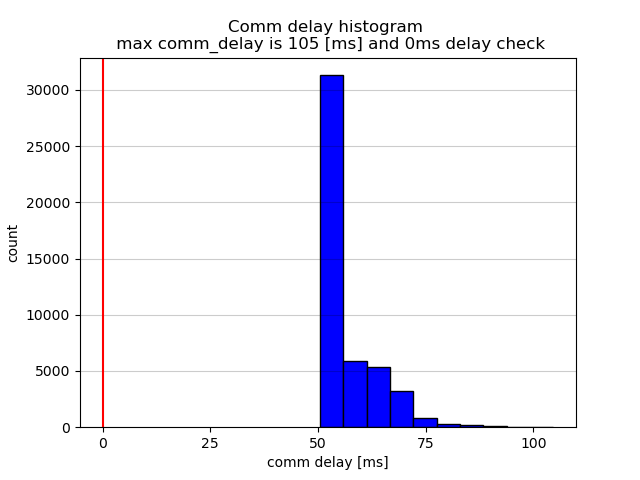 Comm delay histogram
max comm_delay is 105 [ms] and 0ms delay check
30000
25000
20000
15000
10000
5000
0
count
0 25 50 75 100
comm delay [ms]